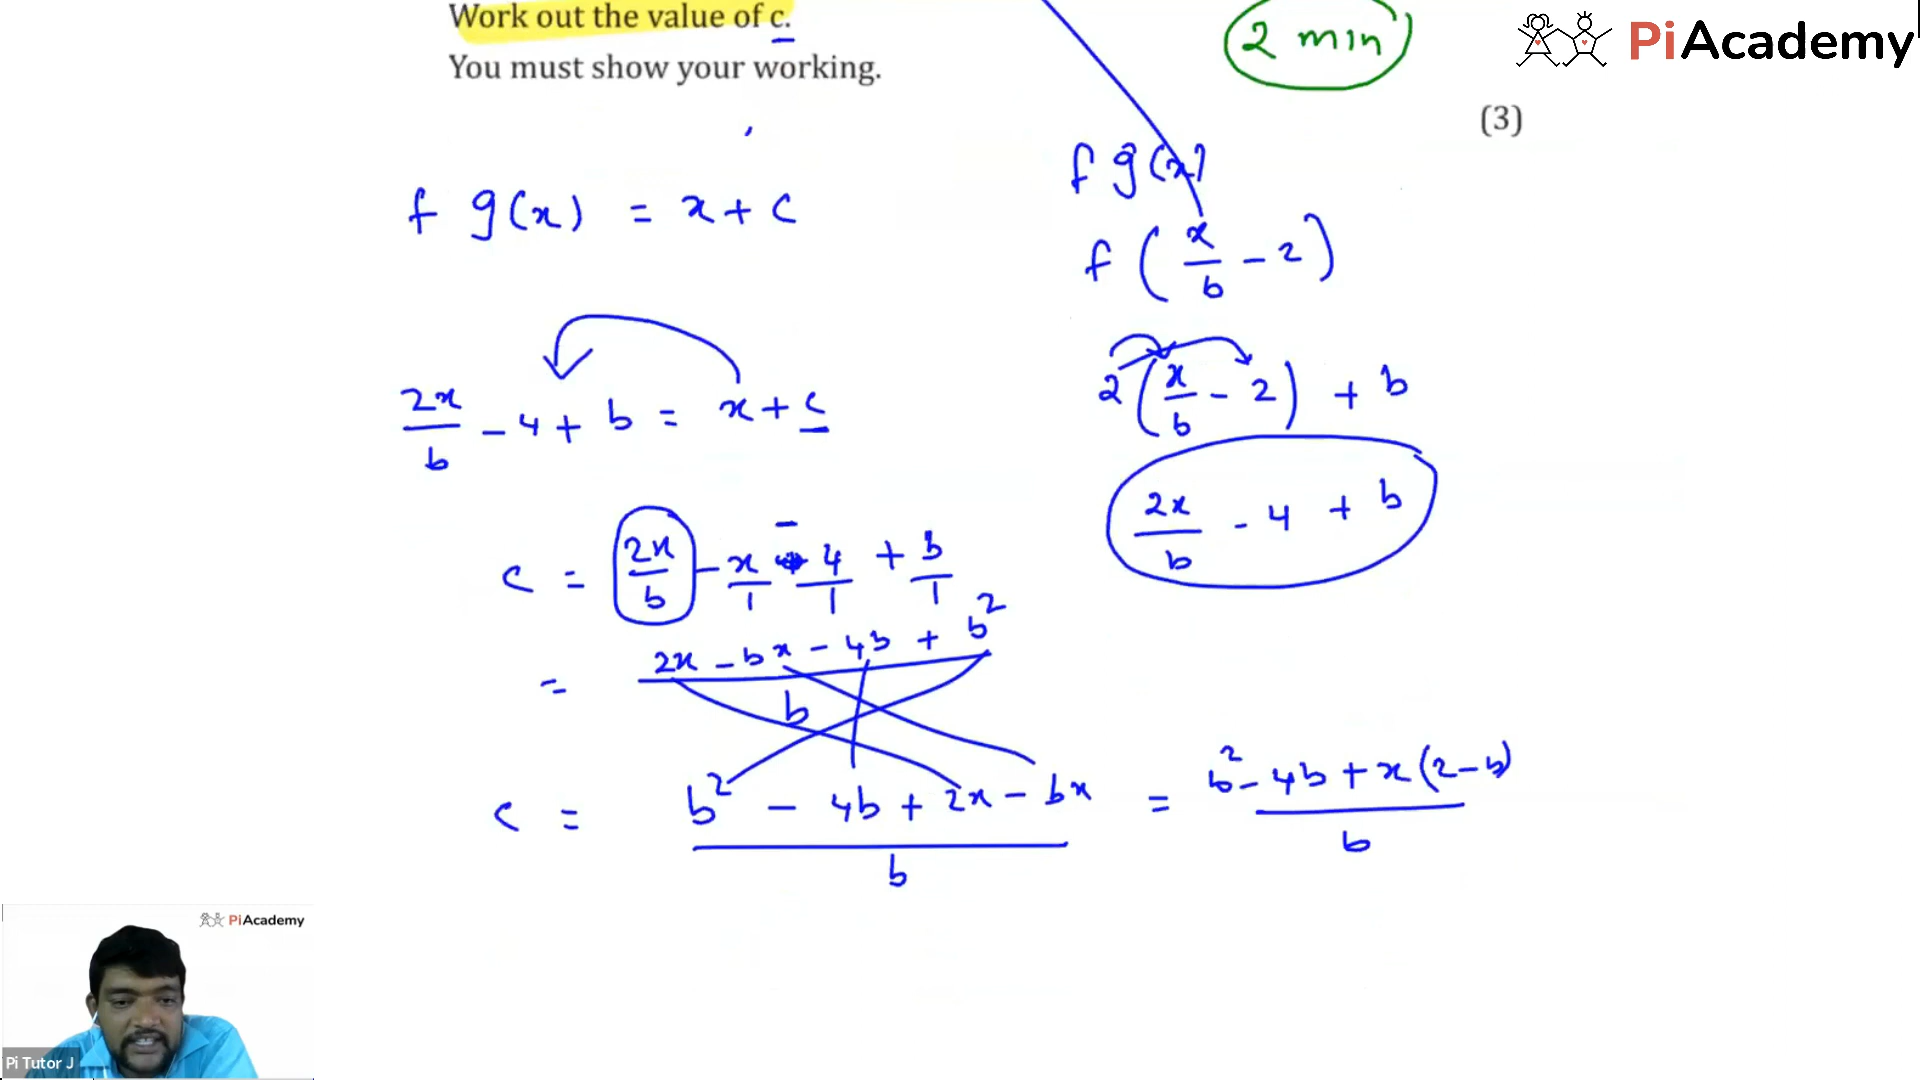 Work out the value of c.
You must show your working.
2 min
PiAcademy
(3)
f g(x) = x + c
f g(x)
f ( x/b - 2 )
2x/b - 4 + b = x + c
2 ( x/b - 2 ) + b
2x/b - 4 + b
c = 2x/b - x/1 - 4/1 + b/1
= 2x - bx - 4b + b² / b
c = b² - 4b + 2x - bx / b = b² - 4b + x(2 - b) / b
PiAcademy
Pi Tutor J